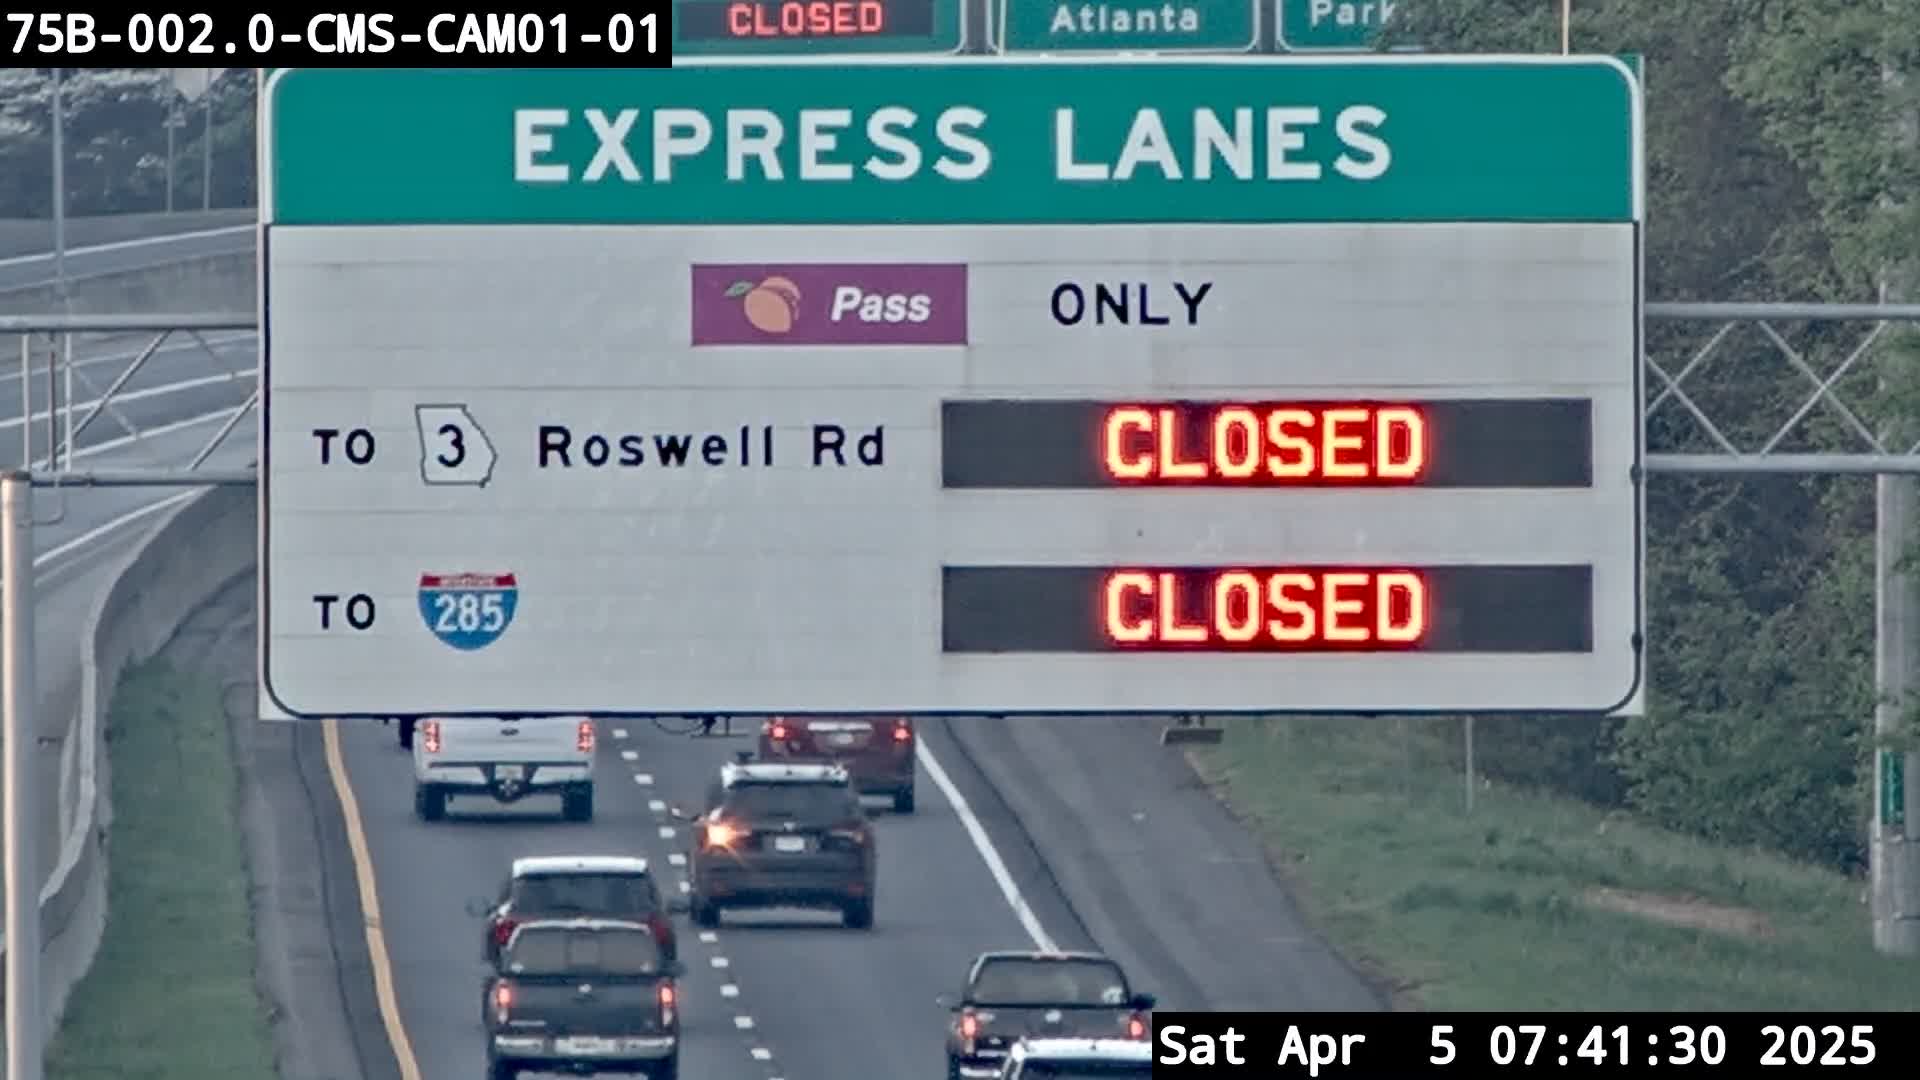 75B-002.0-CMS-CAM01-01
CLOSED
Atlanta
Park
EXPRESS LANES
Pass ONLY
TO 3 Roswell Rd CLOSED
TO INTERSTATE 285 CLOSED
Sat Apr 5 07:41:30 2025